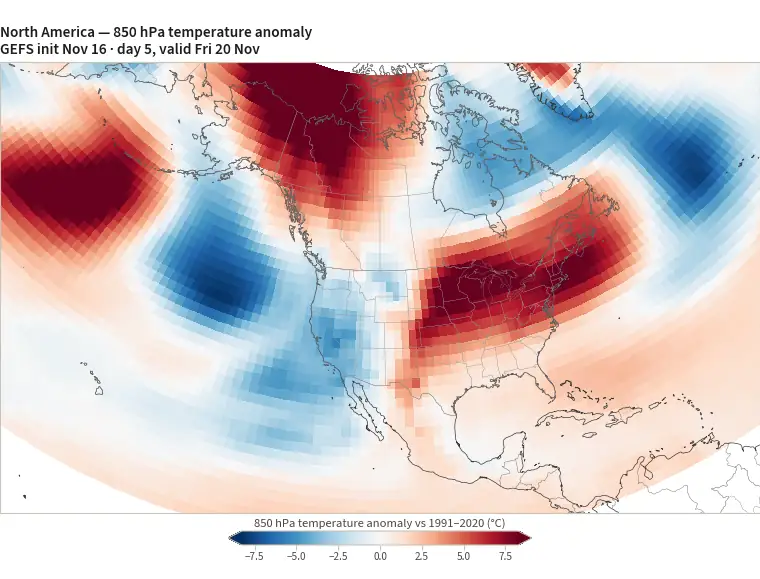 North America — 850 hPa temperature anomaly
GEFS init Nov 16 · day 5, valid Fri 20 Nov
850 hPa temperature anomaly vs 1991–2020 (°C)
−7.5 −5.0 −2.5 0.0 2.5 5.0 7.5